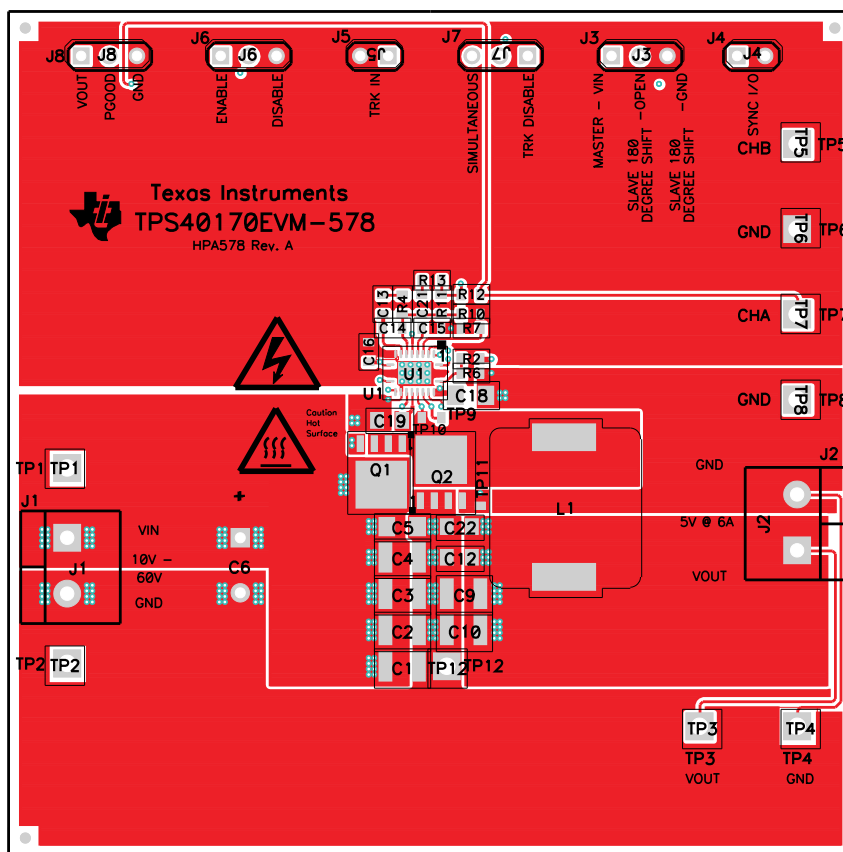 J8 J8
J6 J6
J5 J5
J7 J7
J3 J3
J4 J4
VOUT
PGOOD
GND
ENABLE
DISABLE
TRK IN
SIMULTANEOUS
TRK DISABLE
MASTER - VIN
SLAVE 180 -OPEN
DEGREE SHIFT
SLAVE 180 -GND
DEGREE SHIFT
SYNC I/O
CHB TP5 TP5
Texas Instruments
TPS40170EVM-578
HPA578 Rev. A
GND TP6 TP6
R 3
C13 R4 C21 R11 R12
R10
C14 C15 R7
CHA TP7 TP7
C16 1
R2
U1 R6
U1 C18
GND TP8 TP8
Caution
Hot
Surface
C19 TP10 TP9
TP1 TP1
Q1 Q2 TP11
1
L1
GND
J2
5V @ 6A
J2
VOUT
J1
VIN
+
10V -
60V
J1
GND
C6
C5 C22
C4 C12
C3 C9
C2 C10
C1 TP12 TP12
TP2 TP2
TP3 TP4
TP3 TP4
VOUT GND